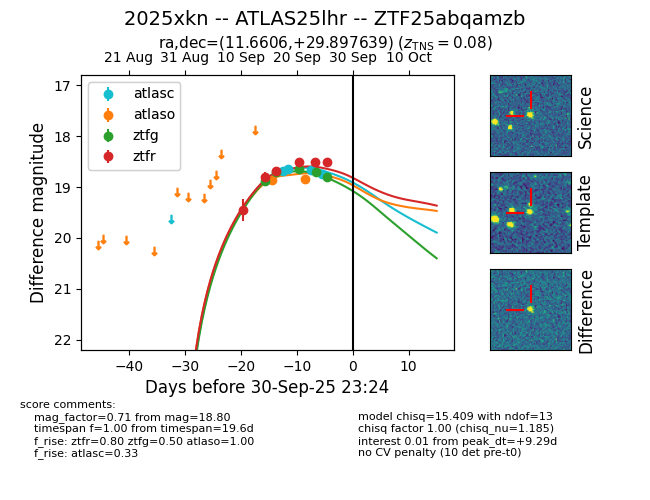 2025xkn -- ATLAS25lhr -- ZTF25abqamzb
ra,dec=(11.6606,+29.897639) (z_TNS = 0.08)
21 Aug 31 Aug 10 Sep 20 Sep 30 Sep 10 Oct
atlasc
atlaso
ztfg
ztfr
17
18
19
20
21
22
Difference magnitude
−40 −30 −20 −10 0 10
Days before 30-Sep-25 23:24
Science
Template
Difference
score comments:
mag_factor=0.71 from mag=18.80
timespan f=1.00 from timespan=19.6d
f_rise: ztfr=0.80 ztfg=0.50 atlaso=1.00
f_rise: atlasc=0.33
model chisq=15.409 with ndof=13
chisq factor 1.00 (chisq_nu=1.185)
interest 0.01 from peak_dt=+9.29d
no CV penalty (10 det pre-t0)